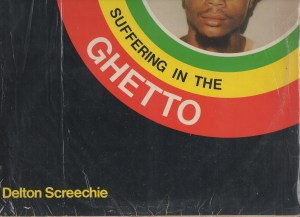 SUFFERING IN THE
GHETTO
Delton Screechie